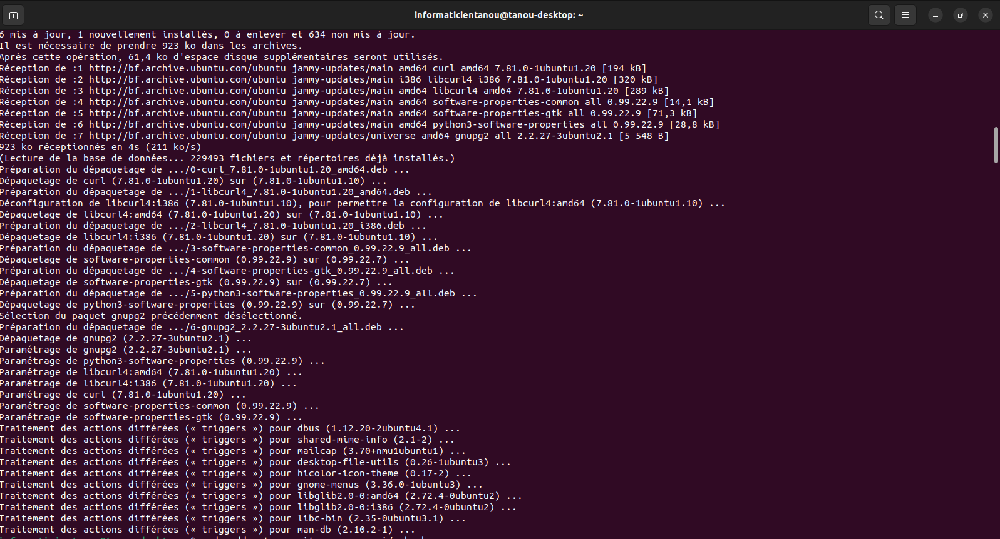 informaticientanou@tanou-desktop: ~
6 mis à jour, 1 nouvellement installés, 0 à enlever et 634 non mis à jour.
Il est nécessaire de prendre 923 ko dans les archives.
Après cette opération, 61,4 ko d'espace disque supplémentaires seront utilisés.
Réception de :1 http://bf.archive.ubuntu.com/ubuntu jammy-updates/main amd64 curl amd64 7.81.0-1ubuntu1.20 [194 kB]
Réception de :2 http://bf.archive.ubuntu.com/ubuntu jammy-updates/main i386 libcurl4 i386 7.81.0-1ubuntu1.20 [320 kB]
Réception de :3 http://bf.archive.ubuntu.com/ubuntu jammy-updates/main amd64 libcurl4 amd64 7.81.0-1ubuntu1.20 [289 kB]
Réception de :4 http://bf.archive.ubuntu.com/ubuntu jammy-updates/main amd64 software-properties-common all 0.99.22.9 [14,1 kB]
Réception de :5 http://bf.archive.ubuntu.com/ubuntu jammy-updates/main amd64 software-properties-gtk all 0.99.22.9 [71,3 kB]
Réception de :6 http://bf.archive.ubuntu.com/ubuntu jammy-updates/main amd64 python3-software-properties all 0.99.22.9 [28,8 kB]
Réception de :7 http://bf.archive.ubuntu.com/ubuntu jammy-updates/universe amd64 gnupg2 all 2.2.27-3ubuntu2.1 [5 548 B]
923 ko réceptionnés en 4s (211 ko/s)
(Lecture de la base de données... 229493 fichiers et répertoires déjà installés.)
Préparation du dépaquetage de .../0-curl_7.81.0-1ubuntu1.20_amd64.deb ...
Dépaquetage de curl (7.81.0-1ubuntu1.20) sur (7.81.0-1ubuntu1.10) ...
Préparation du dépaquetage de .../1-libcurl4_7.81.0-1ubuntu1.20_amd64.deb ...
Déconfiguration de libcurl4:i386 (7.81.0-1ubuntu1.10), pour permettre la configuration de libcurl4:amd64 (7.81.0-1ubuntu1.10) ...
Dépaquetage de libcurl4:amd64 (7.81.0-1ubuntu1.20) sur (7.81.0-1ubuntu1.10) ...
Préparation du dépaquetage de .../2-libcurl4_7.81.0-1ubuntu1.20_i386.deb ...
Dépaquetage de libcurl4:i386 (7.81.0-1ubuntu1.20) sur (7.81.0-1ubuntu1.10) ...
Préparation du dépaquetage de .../3-software-properties-common_0.99.22.9_all.deb ...
Dépaquetage de software-properties-common (0.99.22.9) sur (0.99.22.7) ...
Préparation du dépaquetage de .../4-software-properties-gtk_0.99.22.9_all.deb ...
Dépaquetage de software-properties-gtk (0.99.22.9) sur (0.99.22.7) ...
Préparation du dépaquetage de .../5-python3-software-properties_0.99.22.9_all.deb ...
Dépaquetage de python3-software-properties (0.99.22.9) sur (0.99.22.7) ...
Sélection du paquet gnupg2 précédemment désélectionné.
Préparation du dépaquetage de .../6-gnupg2_2.2.27-3ubuntu2.1_all.deb ...
Dépaquetage de gnupg2 (2.2.27-3ubuntu2.1) ...
Paramétrage de gnupg2 (2.2.27-3ubuntu2.1) ...
Paramétrage de python3-software-properties (0.99.22.9) ...
Paramétrage de libcurl4:amd64 (7.81.0-1ubuntu1.20) ...
Paramétrage de libcurl4:i386 (7.81.0-1ubuntu1.20) ...
Paramétrage de curl (7.81.0-1ubuntu1.20) ...
Paramétrage de software-properties-common (0.99.22.9) ...
Paramétrage de software-properties-gtk (0.99.22.9) ...
Traitement des actions différées (« triggers ») pour dbus (1.12.20-2ubuntu4.1) ...
Traitement des actions différées (« triggers ») pour shared-mime-info (2.1-2) ...
Traitement des actions différées (« triggers ») pour mailcap (3.70+nmu1ubuntu1) ...
Traitement des actions différées (« triggers ») pour desktop-file-utils (0.26-1ubuntu3) ...
Traitement des actions différées (« triggers ») pour hicolor-icon-theme (0.17-2) ...
Traitement des actions différées (« triggers ») pour gnome-menus (3.36.0-1ubuntu3) ...
Traitement des actions différées (« triggers ») pour libglib2.0-0:amd64 (2.72.4-0ubuntu2) ...
Traitement des actions différées (« triggers ») pour libglib2.0-0:i386 (2.72.4-0ubuntu2) ...
Traitement des actions différées (« triggers ») pour libc-bin (2.35-0ubuntu3.1) ...
Traitement des actions différées (« triggers ») pour man-db (2.10.2-1) ...